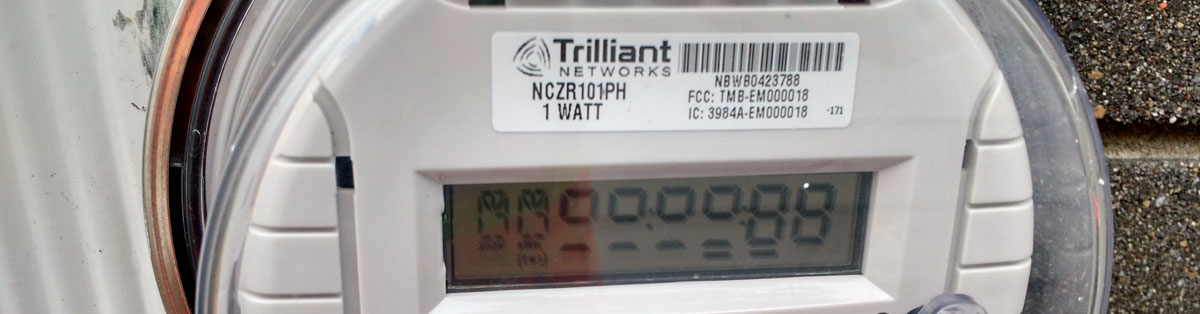 Trilliant
NETWORKS
NCZR101PH
1 WATT
NBWB0423788
FCC: TMB-EM000018
IC: 3984A-EM000018
-171